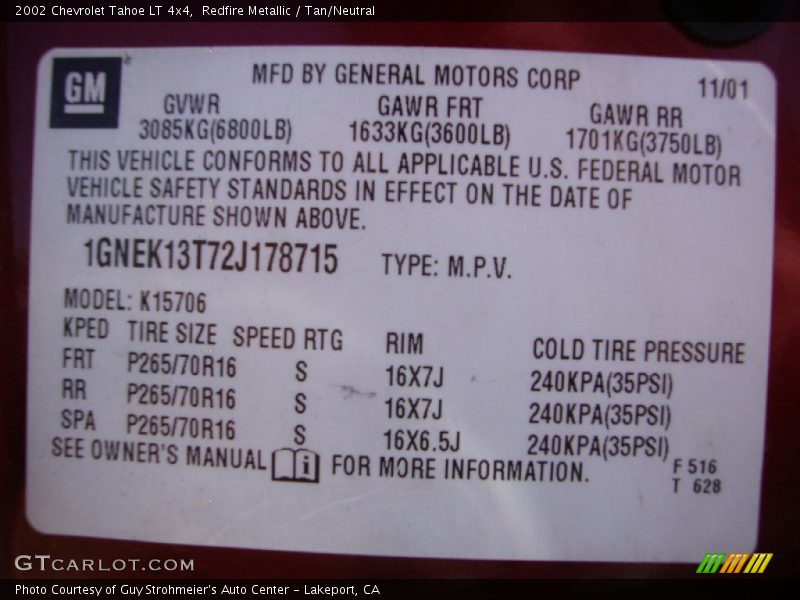 2002 Chevrolet Tahoe LT 4x4, Redfire Metallic / Tan/Neutral
GM
MFD BY GENERAL MOTORS CORP
11/01
GVWR GAWR FRT GAWR RR
3085KG(6800LB) 1633KG(3600LB) 1701KG(3750LB)
THIS VEHICLE CONFORMS TO ALL APPLICABLE U.S. FEDERAL MOTOR
VEHICLE SAFETY STANDARDS IN EFFECT ON THE DATE OF
MANUFACTURE SHOWN ABOVE.
1GNEK13T72J178715 TYPE: M.P.V.
MODEL: K15706
KPED TIRE SIZE SPEED RTG RIM COLD TIRE PRESSURE
FRT P265/70R16 S 16X7J 240KPA(35PSI)
RR P265/70R16 S 16X7J 240KPA(35PSI)
SPA P265/70R16 S 16X6.5J 240KPA(35PSI)
SEE OWNER'S MANUAL i FOR MORE INFORMATION.
F 516
T 628
GTCARLOT.COM
Photo Courtesy of Guy Strohmeier's Auto Center - Lakeport, CA